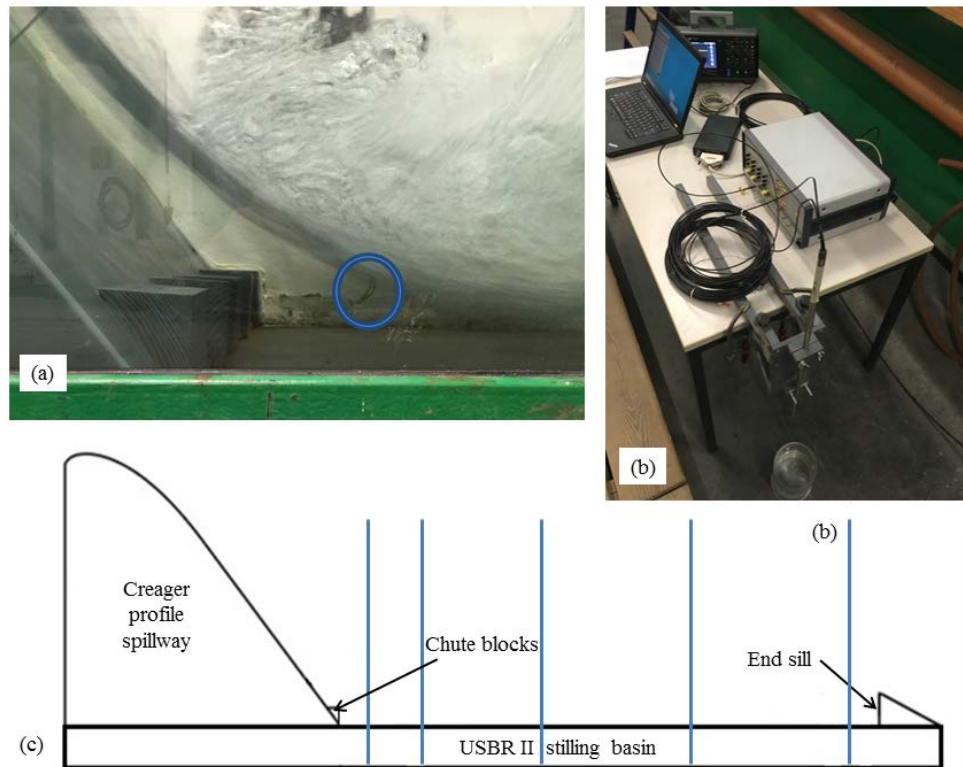 (a)
(b)
(b)
Creager
profile
spillway
Chute blocks
End sill
(c)
USBR II stilling basin